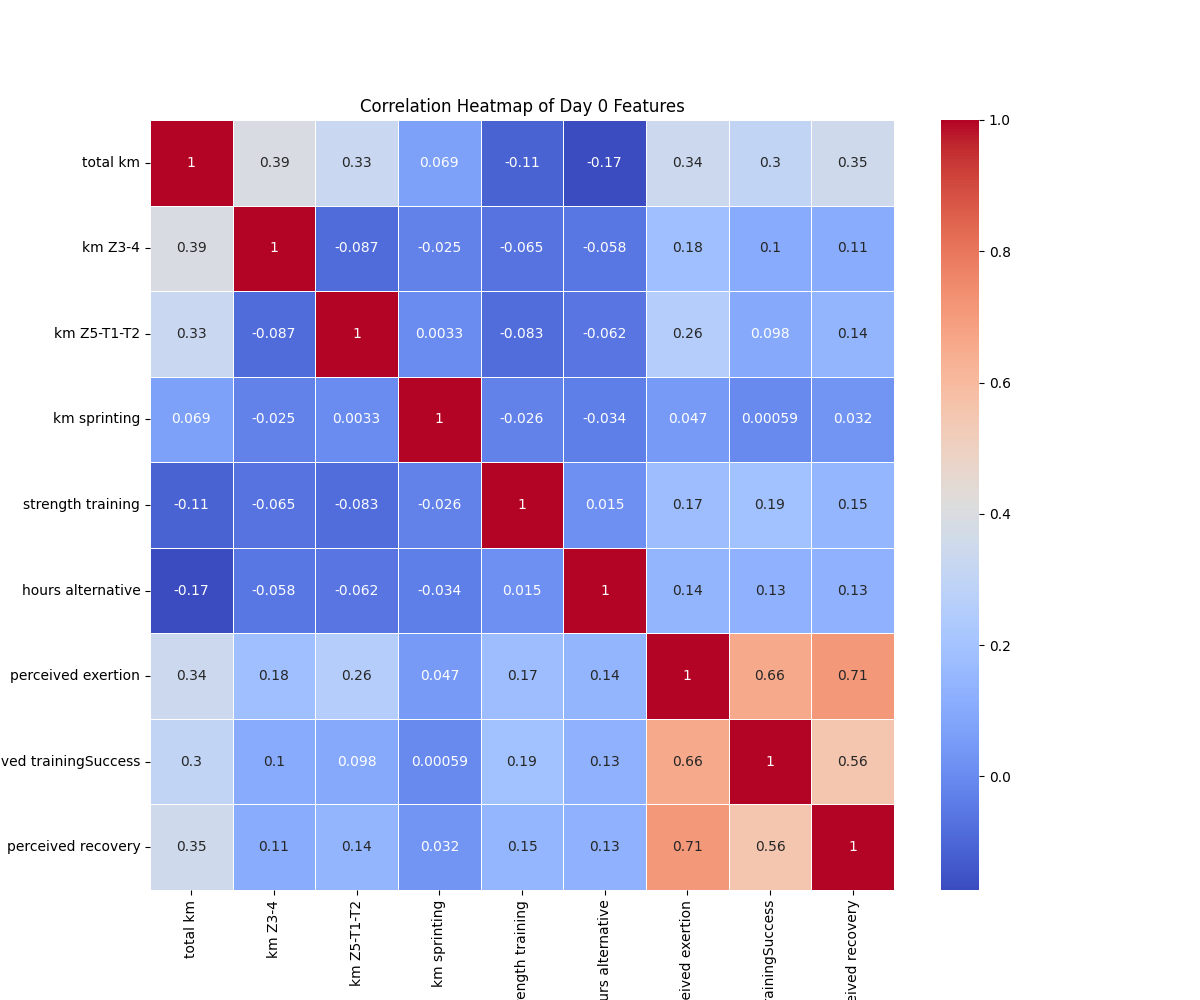 Correlation Heatmap of Day 0 Features
total km 1 0.39 0.33 0.069 -0.11 -0.17 0.34 0.3 0.35
km Z3-4 0.39 1 -0.087 -0.025 -0.065 -0.058 0.18 0.1 0.11
km Z5-T1-T2 0.33 -0.087 1 0.0033 -0.083 -0.062 0.26 0.098 0.14
km sprinting 0.069 -0.025 0.0033 1 -0.026 -0.034 0.047 0.00059 0.032
strength training -0.11 -0.065 -0.083 -0.026 1 0.015 0.17 0.19 0.15
hours alternative -0.17 -0.058 -0.062 -0.034 0.015 1 0.14 0.13 0.13
perceived exertion 0.34 0.18 0.26 0.047 0.17 0.14 1 0.66 0.71
ved trainingSuccess 0.3 0.1 0.098 0.00059 0.19 0.13 0.66 1 0.56
perceived recovery 0.35 0.11 0.14 0.032 0.15 0.13 0.71 0.56 1
total km
km Z3-4
km Z5-T1-T2
km sprinting
ength training
urs alternative
eived exertion
rainingSuccess
eived recovery
1.0
0.8
0.6
0.4
0.2
0.0